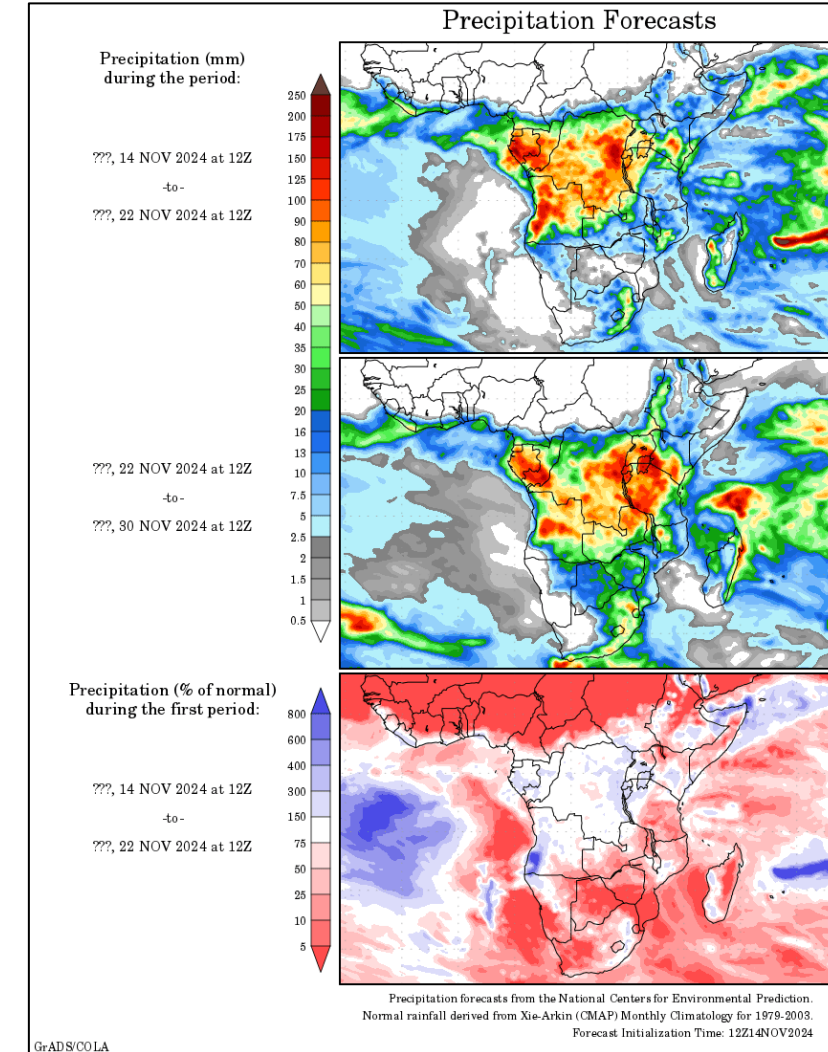 Precipitation Forecasts
Precipitation (mm)
during the period:
???, 14 NOV 2024 at 12Z
-to-
???, 22 NOV 2024 at 12Z
250
200
175
150
125
100
90
80
70
60
50
40
35
30
25
20
16
13
10
7.5
5
2.5
2
1.5
1
0.5
???, 22 NOV 2024 at 12Z
-to-
???, 30 NOV 2024 at 12Z
Precipitation (% of normal)
during the first period:
???, 14 NOV 2024 at 12Z
-to-
???, 22 NOV 2024 at 12Z
800
600
400
300
150
75
50
25
10
5
Precipitation forecasts from the National Centers for Environmental Prediction.
Normal rainfall derived from Xie-Arkin (CMAP) Monthly Climatology for 1979-2003.
Forecast Initialization Time: 12Z14NOV2024
GrADS/COLA